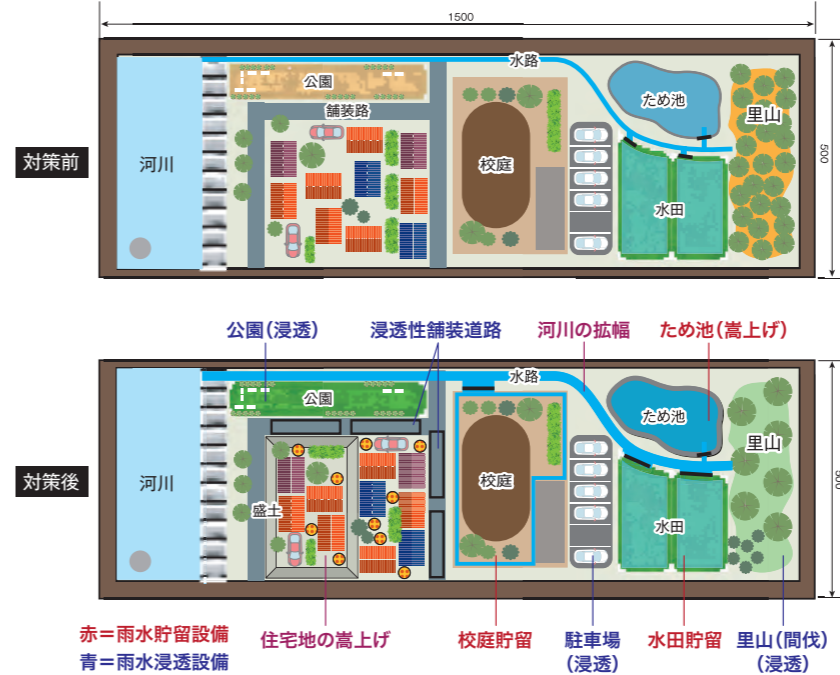 1500
水路
公園
舗装路
ため池
里山
対策前
河川
校庭
水田
500
公園(浸透)
浸透性舗装道路
河川の拡幅
ため池(嵩上げ)
水路
公園
ため池
里山
対策後
河川
盛土
校庭
水田
500
赤=雨水貯留設備
青=雨水浸透設備
住宅地の嵩上げ
校庭貯留
駐車場
(浸透)
水田貯留
里山(間伐)
(浸透)